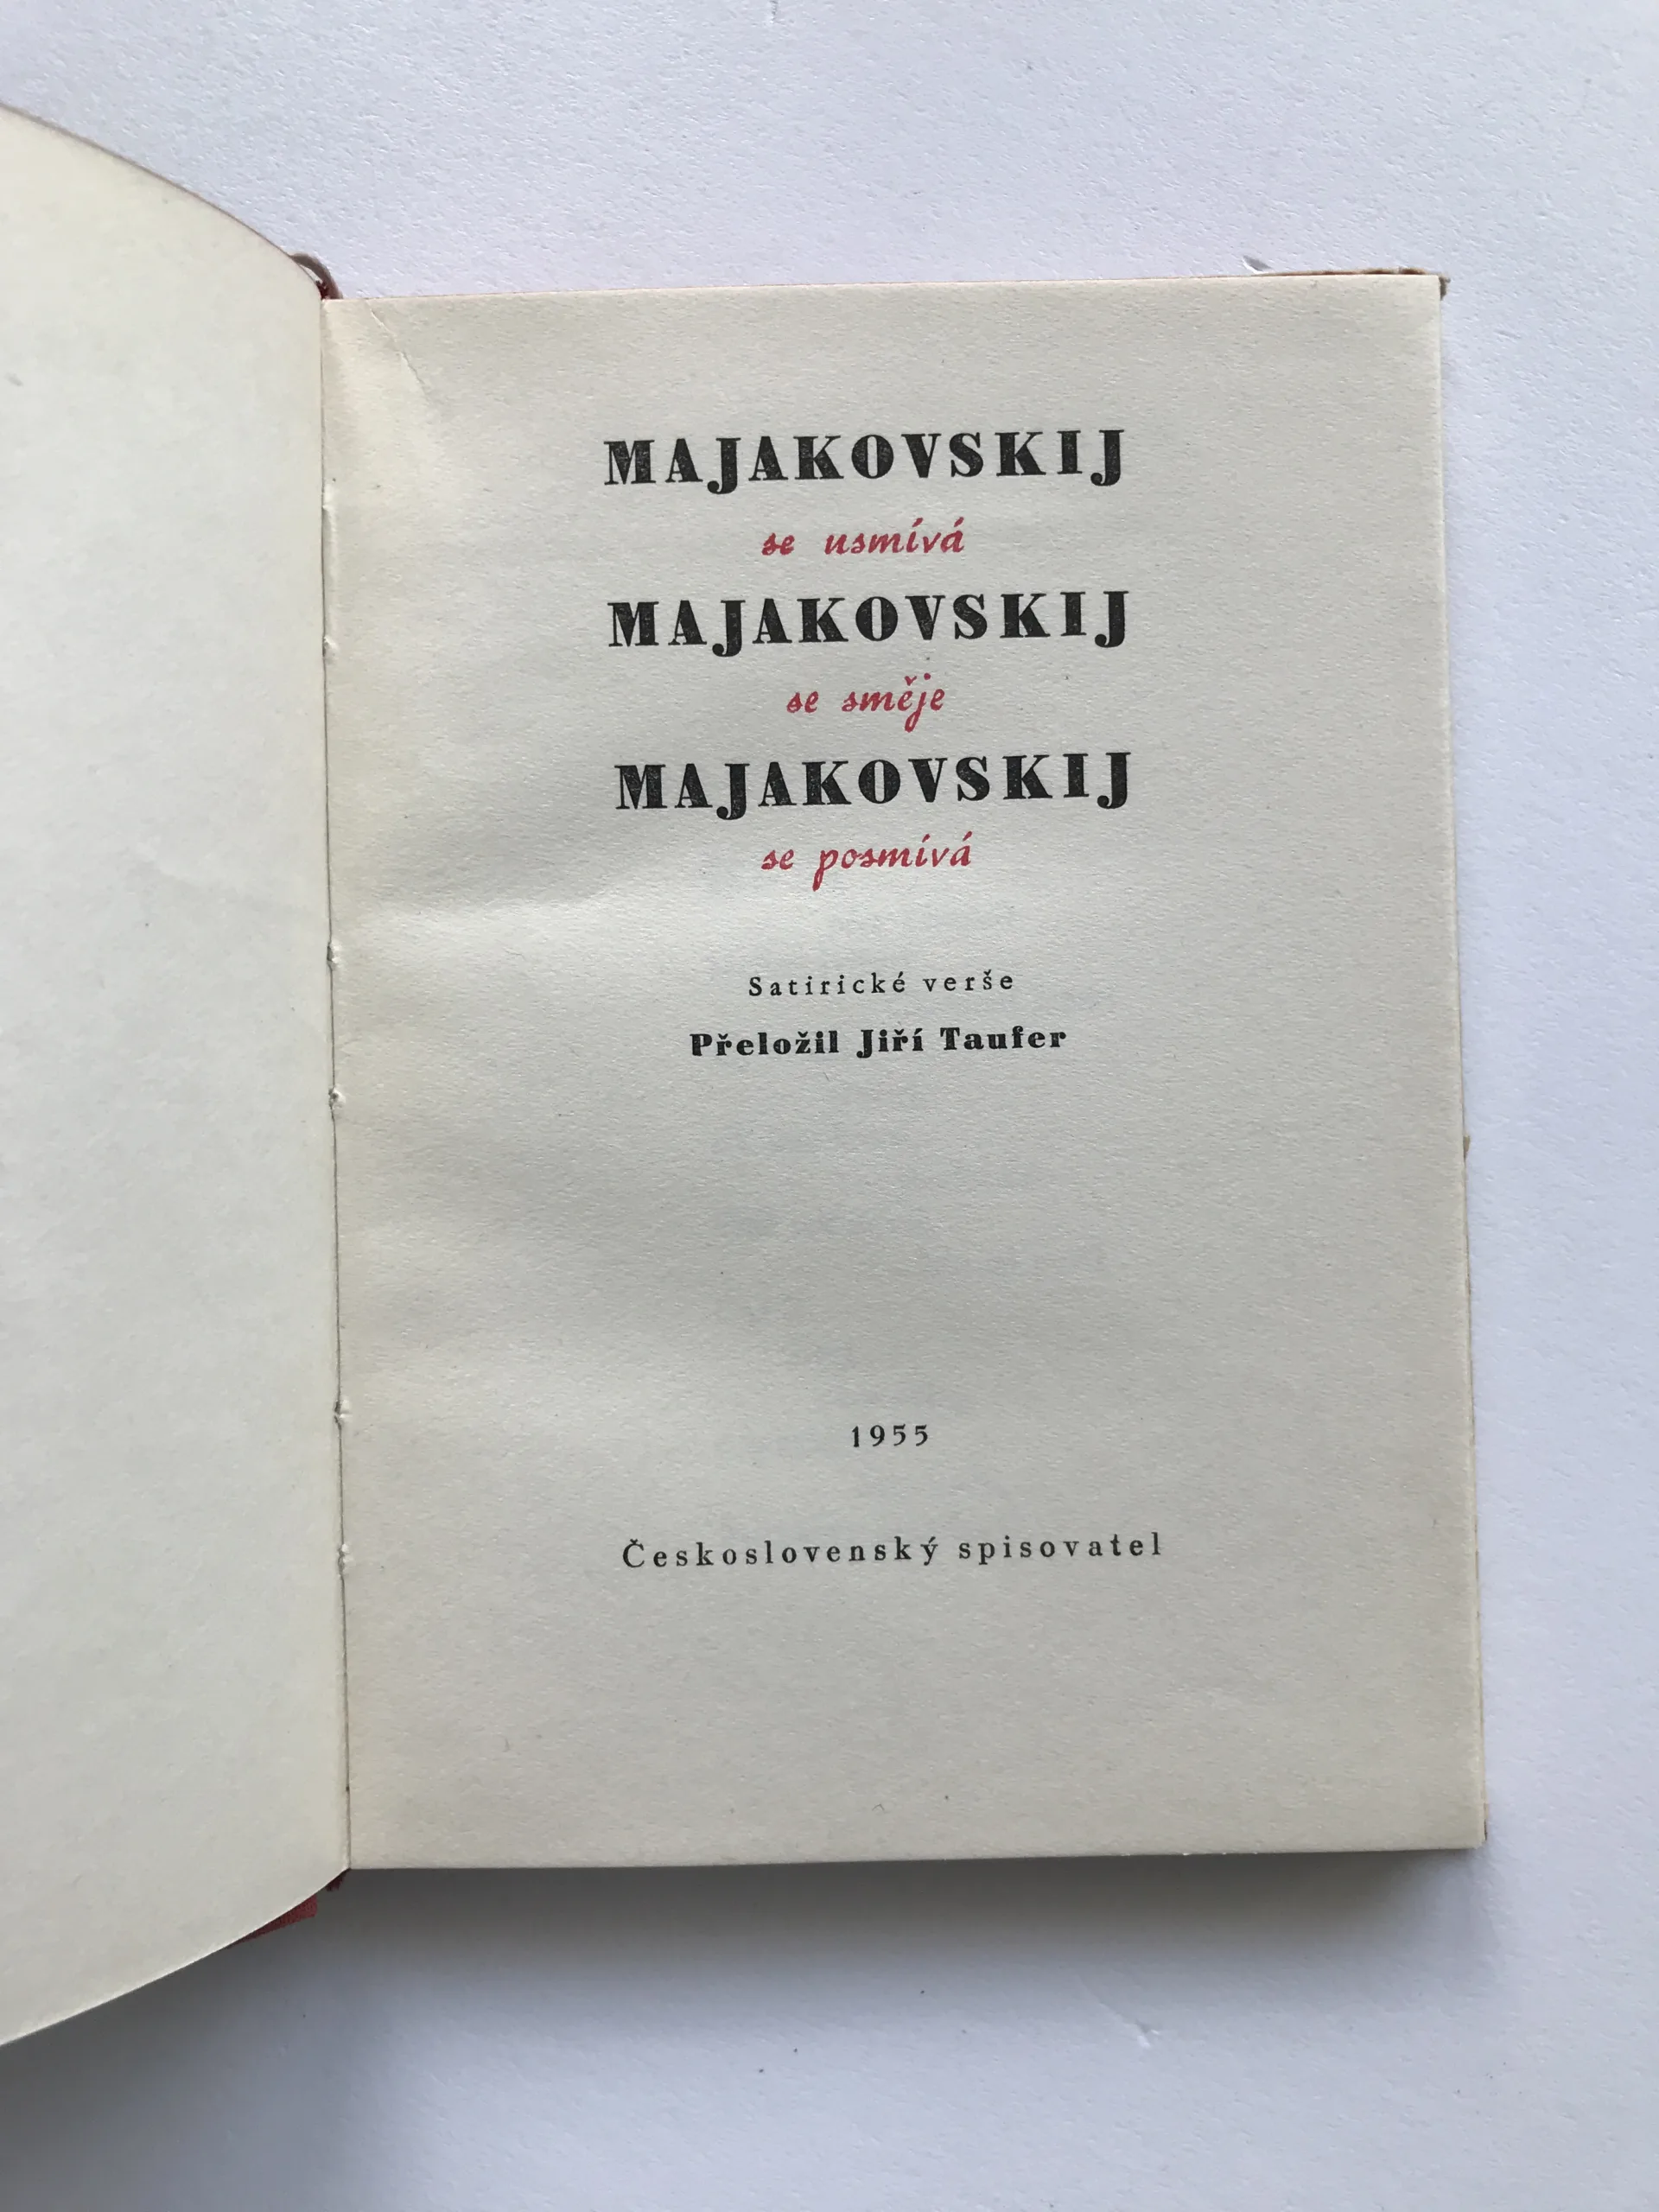 MAJAKOVSKIJ
se usmívá
MAJAKOVSKIJ
se směje
MAJAKOVSKIJ
se posmívá
Satirické verše
Přeložil Jiří Taufer
1955
Československý spisovatel